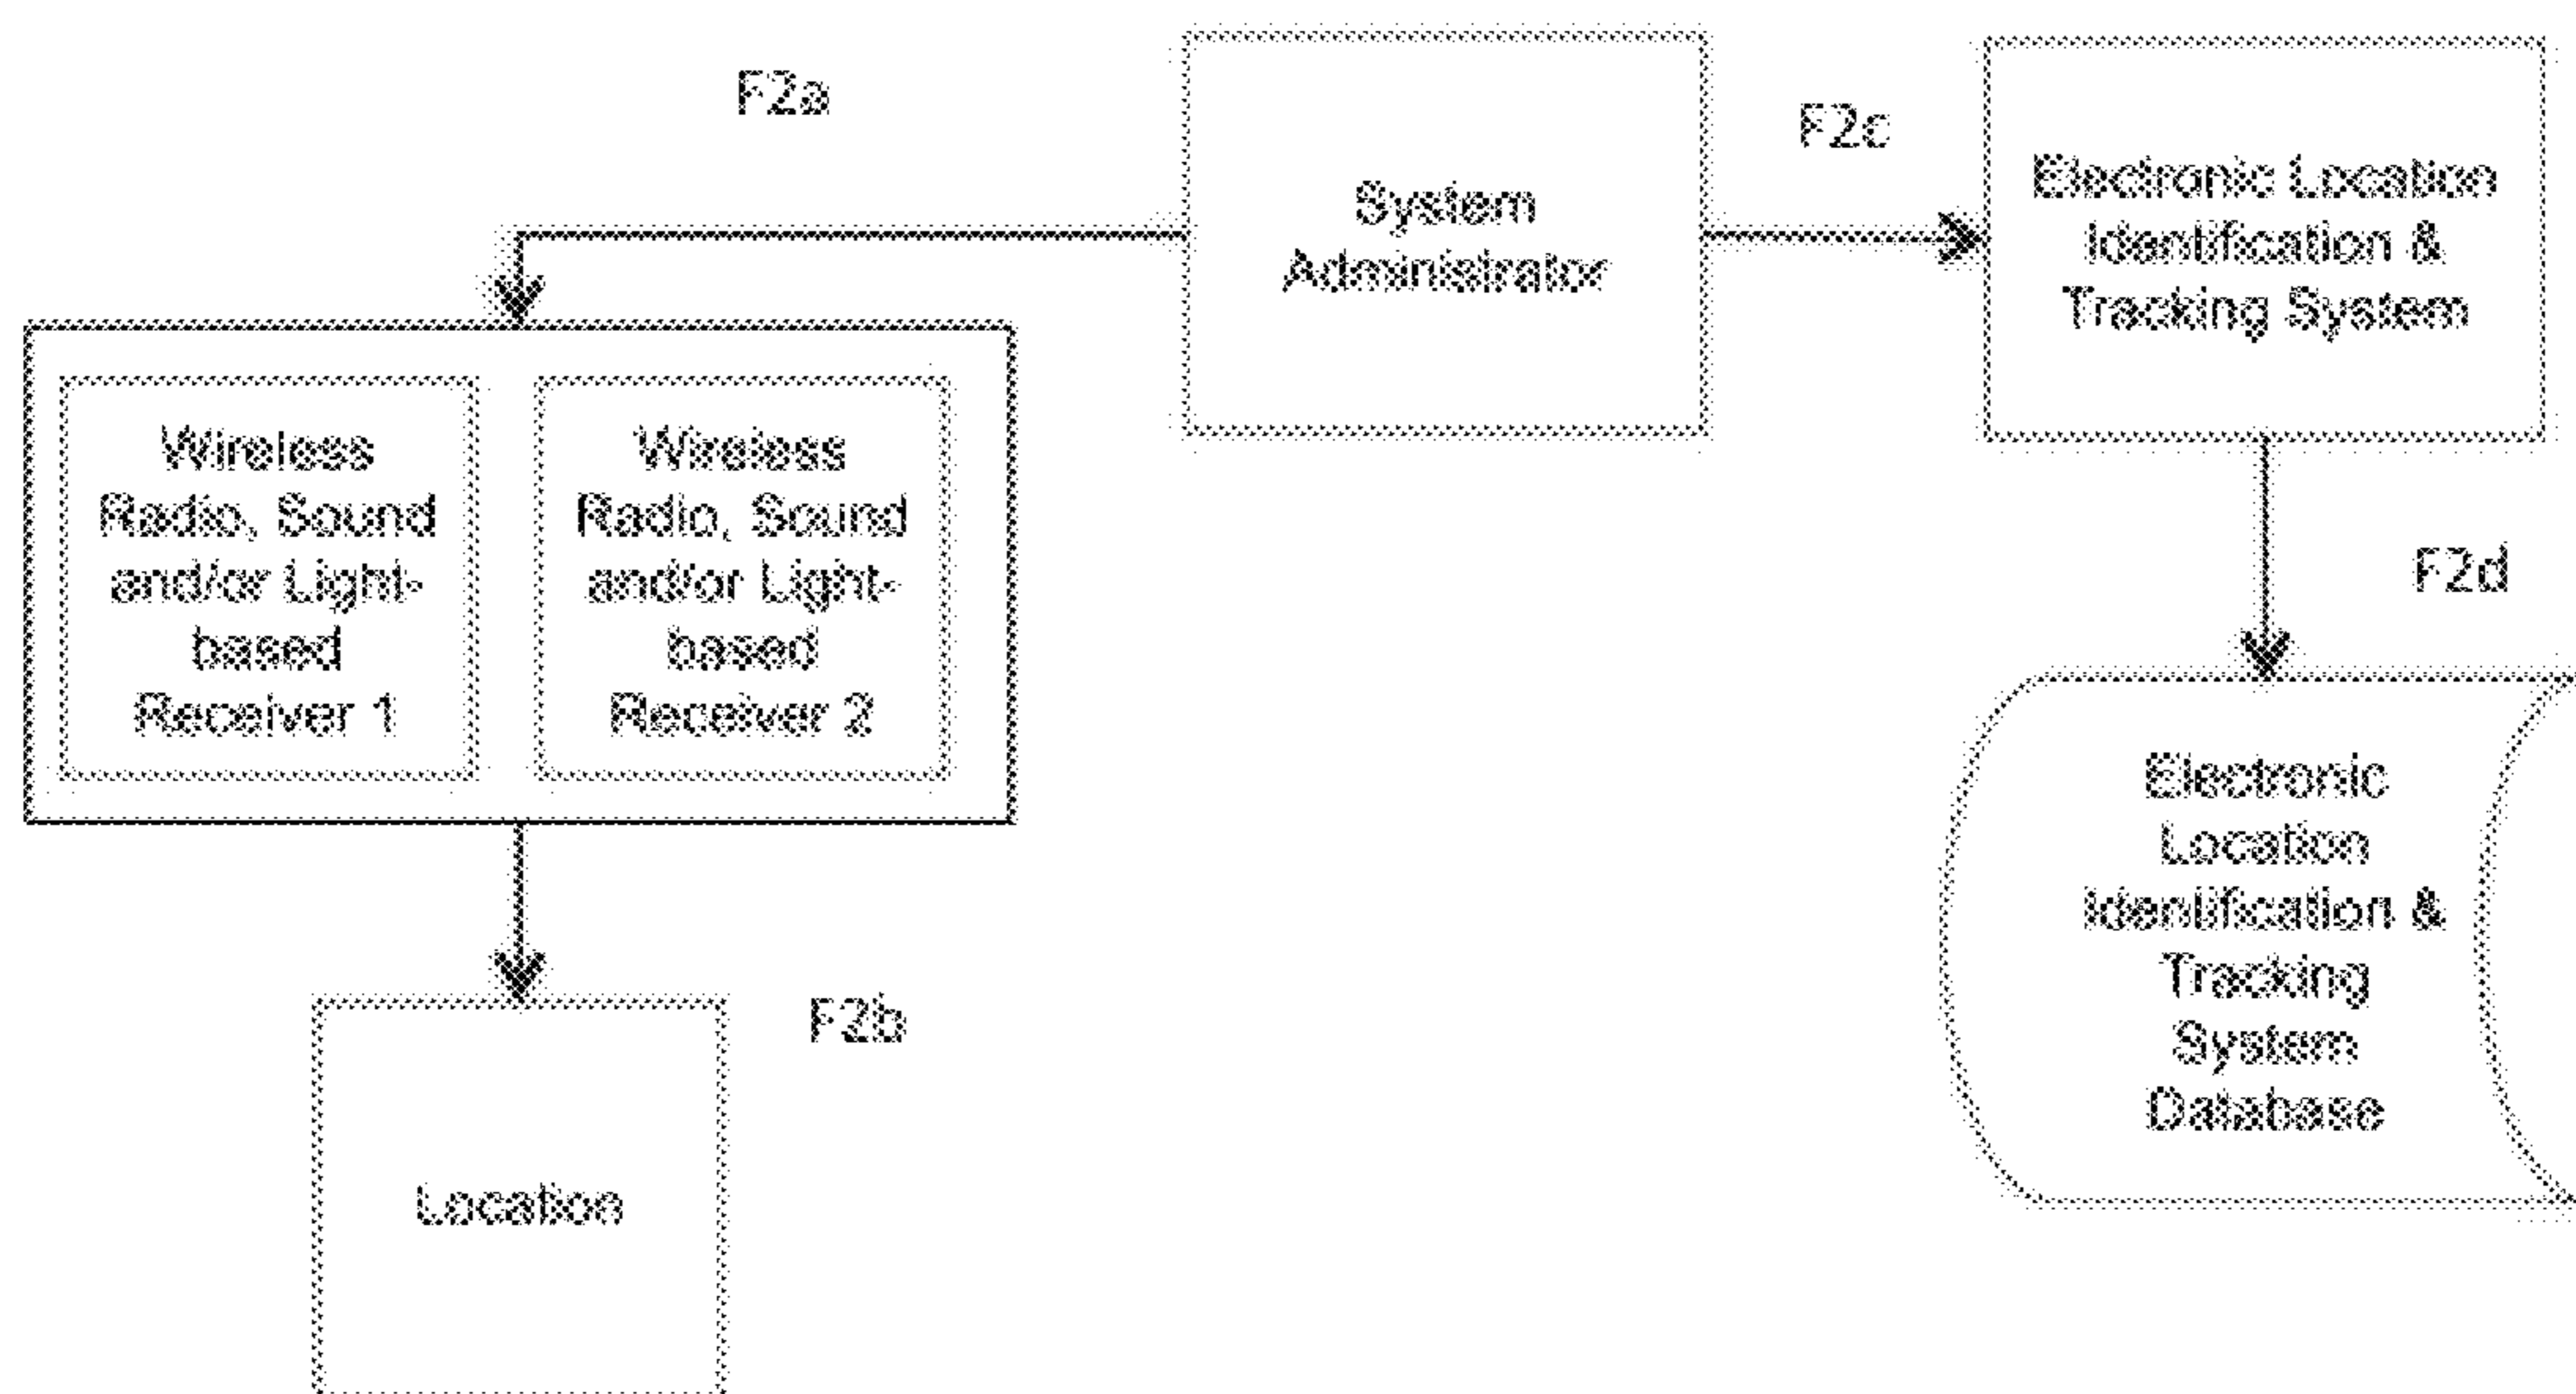 F2a
System
Administrator
F2c
Electronic Location
Identification &
Tracking System
Wireless
Radio, Sound
and/or Light-
based
Receiver 1
Wireless
Radio, Sound
and/or Light-
based
Receiver 2
F2d
Electronic
Location
Identification &
Tracking
System
Database
F2b
Location